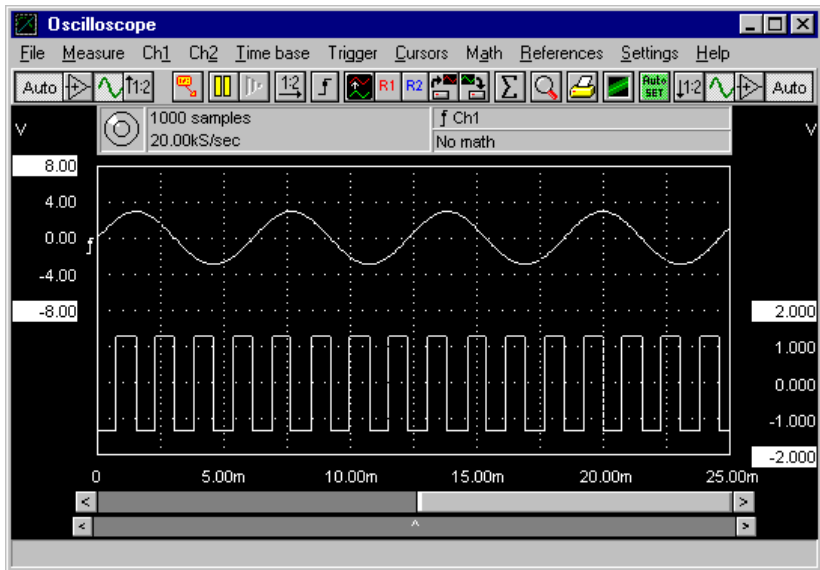 Oscilloscope
File Measure Ch1 Ch2 Time base Trigger Cursors Math References Settings Help
Auto 1:2 1:2 R1 R2 Σ Auto SET 1:2 Auto
1000 samples
20.00kS/sec
ƒ Ch1
No math
V
V
8.00
4.00
0.00
ƒ
-4.00
-8.00
2.000
1.000
0.000
-1.000
-2.000
0 5.00m 10.00m 15.00m 20.00m 25.00m
< >
< ^ >